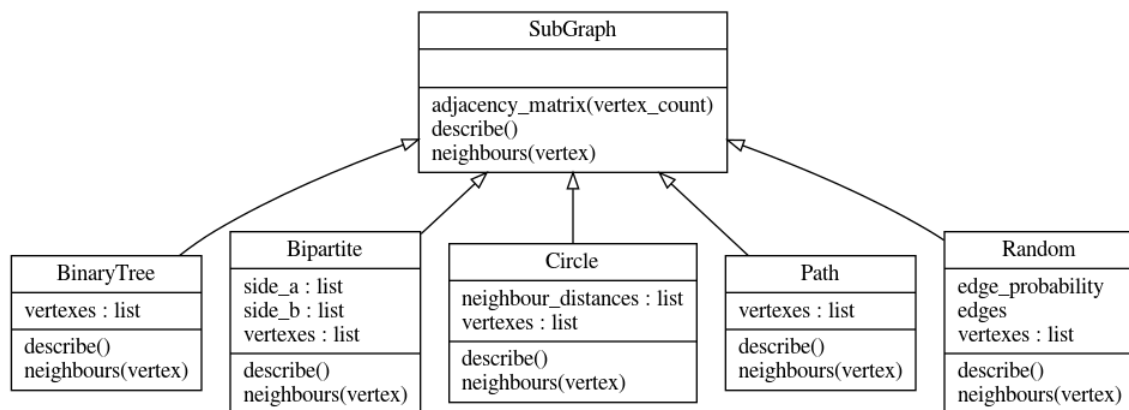 SubGraph
adjacency_matrix(vertex_count)
describe()
neighbours(vertex)
BinaryTree
vertexes : list
describe()
neighbours(vertex)
Bipartite
side_a : list
side_b : list
vertexes : list
describe()
neighbours(vertex)
Circle
neighbour_distances : list
vertexes : list
describe()
neighbours(vertex)
Path
vertexes : list
describe()
neighbours(vertex)
Random
edge_probability
edges
vertexes : list
describe()
neighbours(vertex)